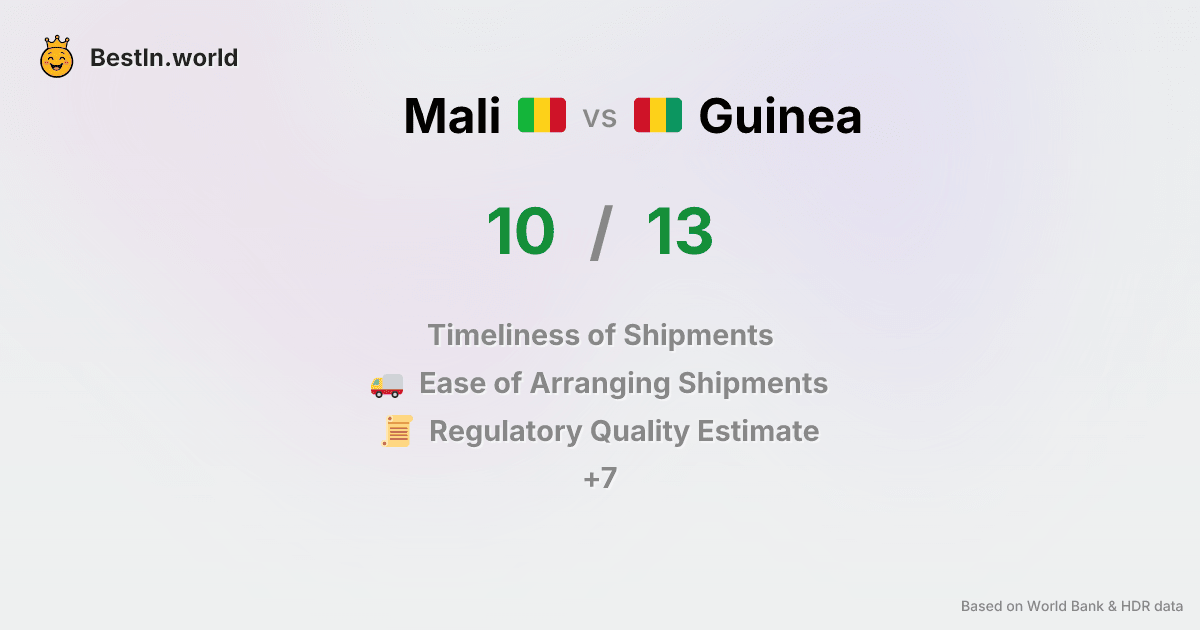 BestIn.world
Mali vs Guinea
10 / 13
Timeliness of Shipments
Ease of Arranging Shipments
Regulatory Quality Estimate
+7
Based on World Bank & HDR data